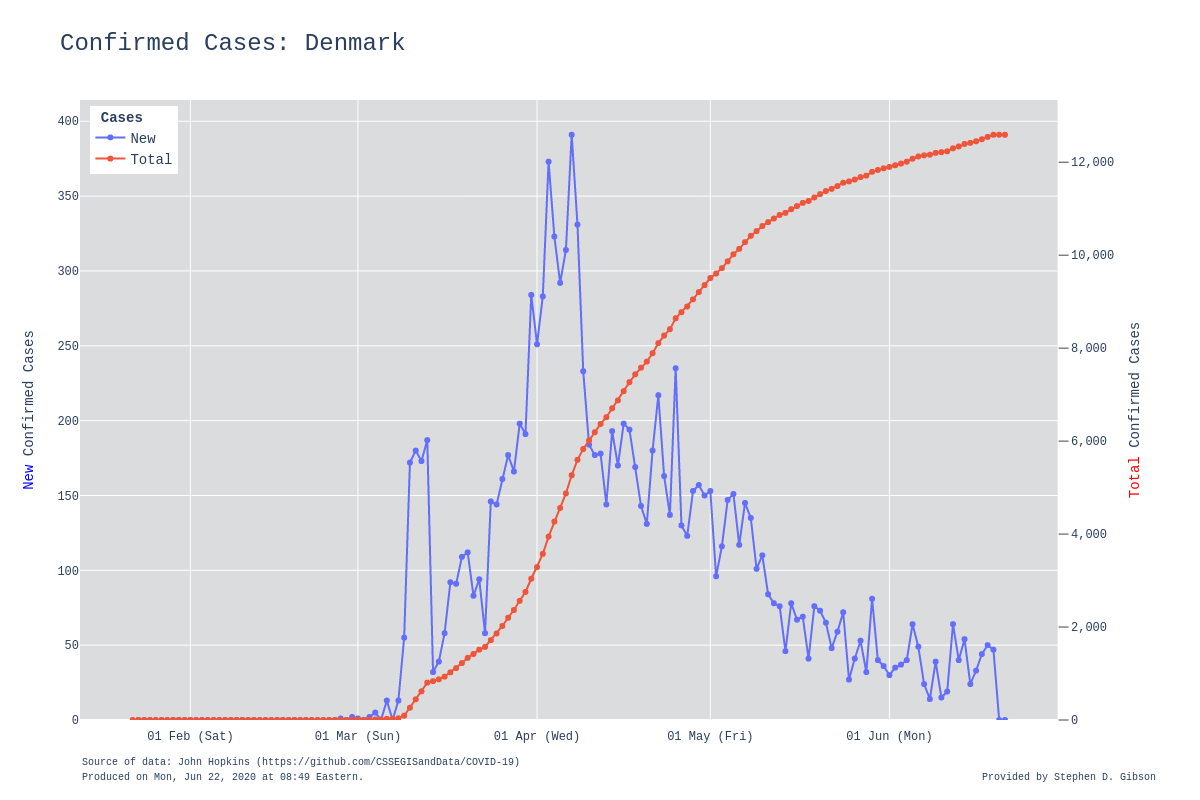 Confirmed Cases: Denmark
Cases
New
Total
400
350
300
250
200
150
100
50
0
12,000
10,000
8,000
6,000
4,000
2,000
0
New Confirmed Cases
Total Confirmed Cases
01 Feb (Sat) 01 Mar (Sun) 01 Apr (Wed) 01 May (Fri) 01 Jun (Mon)
Source of data: John Hopkins (https://github.com/CSSEGISandData/COVID-19)
Produced on Mon, Jun 22, 2020 at 08:49 Eastern.
Provided by Stephen D. Gibson